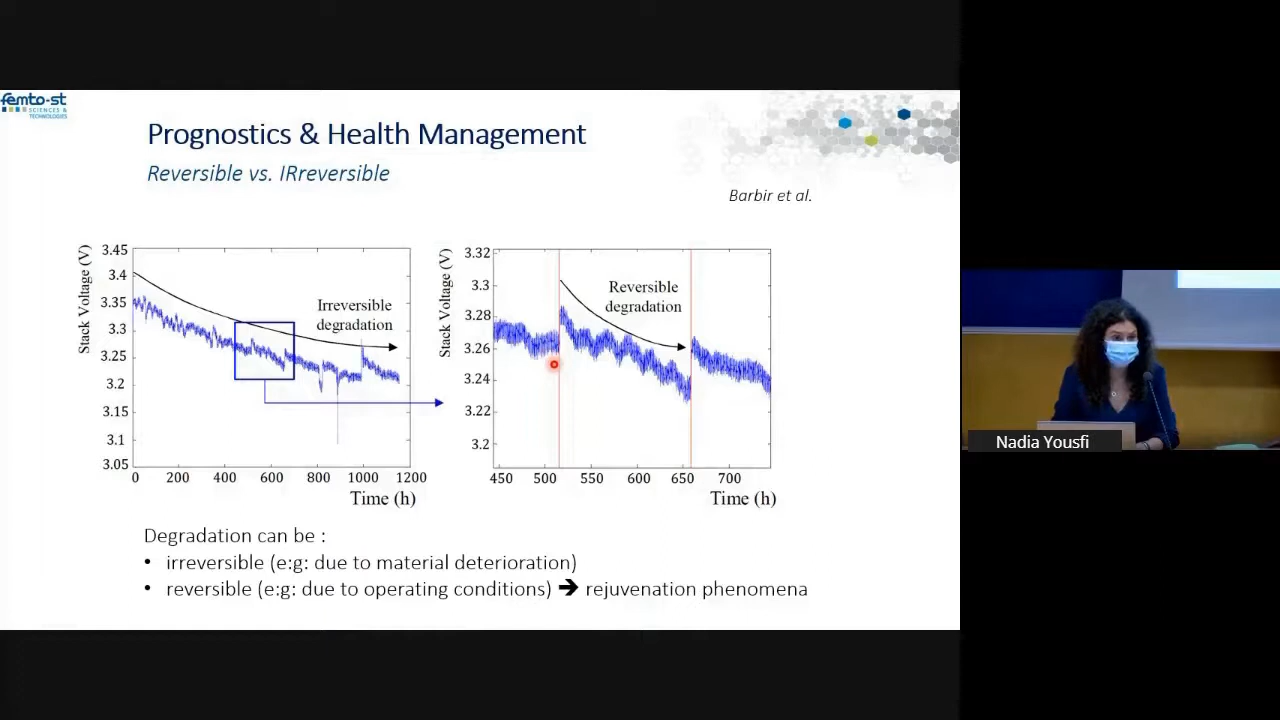 femto-st
SCIENCES &
TECHNOLOGIES
Prognostics & Health Management
Reversible vs. IRreversible
Barbir et al.
Stack Voltage (V)
3.45
3.4
3.35
3.3
3.25
3.2
3.15
3.1
3.05
Irreversible
degradation
0 200 400 600 800 1000 1200
Time (h)
Stack Voltage (V)
3.32
3.3
3.28
3.26
3.24
3.22
3.2
Reversible
degradation
450 500 550 600 650 700
Time (h)
Degradation can be :
• irreversible (e:g: due to material deterioration)
• reversible (e:g: due to operating conditions) ➔ rejuvenation phenomena
Nadia Yousfi